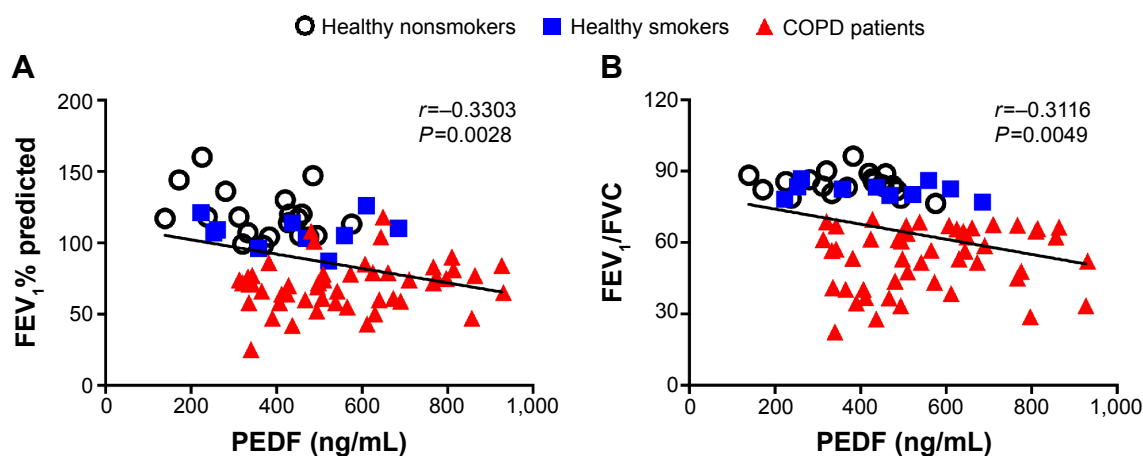 Healthy nonsmokers Healthy smokers COPD patients
A
r=–0.3303
P=0.0028
FEV1% predicted
200
150
100
50
0
0 200 400 600 800 1,000
PEDF (ng/mL)
B
r=–0.3116
P=0.0049
FEV1/FVC
120
90
60
30
0
0 200 400 600 800 1,000
PEDF (ng/mL)